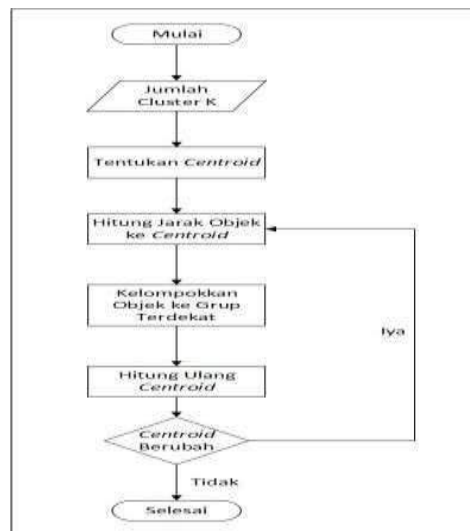 Mulai
Jumlah
Cluster K
Tentukan Centroid
Hitung Jarak Objek
ke Centroid
Kelompokkan
Objek ke Grup
Terdekat
Iya
Hitung Ulang
Centroid
Centroid
Berubah
Tidak
Selesai